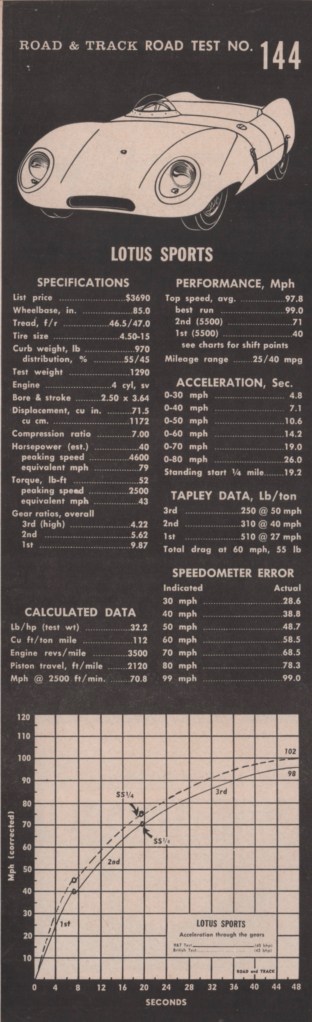 ROAD & TRACK ROAD TEST NO. 144
LOTUS SPORTS
SPECIFICATIONS
List price $3690
Wheelbase, in. 85.0
Tread, f/r 46.5/47.0
Tire size 4.50-15
Curb weight, lb 960
distribution, % 55/45
Test weight 1290
Engine 4 cyl, sv
Bore & stroke 2.50 x 3.64
Displacement, cu in. 71.5
cu cm. 1172
Compression ratio 7.00
Horsepower (est.) 40
peaking speed 4600
equivalent mph 79
Torque, lb-ft 52
peaking speed 2500
equivalent mph 43
Gear ratios, overall
3rd (high) 4.22
2nd 5.62
1st 9.87
CALCULATED DATA
Lb/hp (test wt) 32.2
Cu ft/ton mile 112
Engine revs/mile 3500
Piston travel, ft/mile 2120
Mph @ 2500 ft/min. 70.8
PERFORMANCE, Mph
Top speed, avg. 97.8
best run 99.0
2nd (5500) 71
1st (5500) 40
see charts for shift points
Mileage range 25/40 mpg
ACCELERATION, Sec.
0-30 mph 4.8
0-40 mph 7.1
0-50 mph 10.6
0-60 mph 14.2
0-70 mph 19.0
0-80 mph 26.0
Standing start ¼ mile 19.2
TAPLEY DATA, Lb/ton
3rd 250 @ 50 mph
2nd 310 @ 40 mph
1st 510 @ 27 mph
Total drag at 60 mph, 55 lb
SPEEDOMETER ERROR
Indicated Actual
30 mph 28.6
40 mph 38.8
50 mph 48.7
60 mph 58.5
70 mph 68.5
80 mph 78.3
99 mph 99.0
120
110
100
90
80
70
60
50
40
30
20
10
Mph (corrected)
102
98
SS¼
SS¼
3rd
2nd
1st
LOTUS SPORTS
Acceleration through the gears
R&T Test
British Test
ROAD and TRACK
0 4 8 12 16 20 24 28 32 36 40 44 48
SECONDS